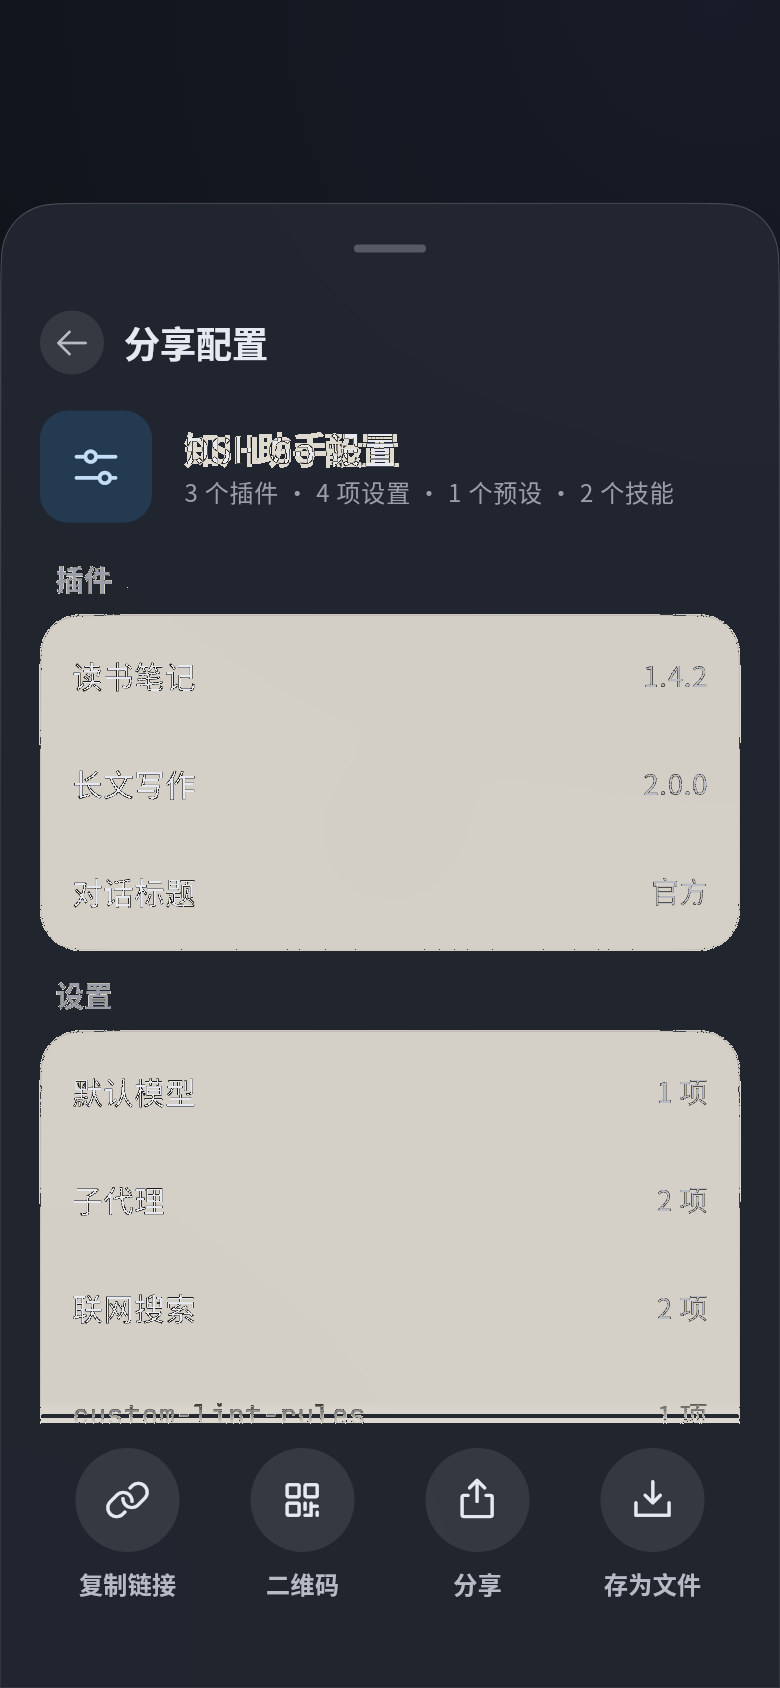 分享配置
3 个插件 · 4 项设置 · 1 个预设 · 2 个技能
插件
读书笔记 1.4.2
长文写作 2.0.0
对话标题 官方
设置
默认模型 1 项
子代理 2 项
联网搜索 2 项
custom-lint-rules 1 项
复制链接 二维码 分享 存为文件